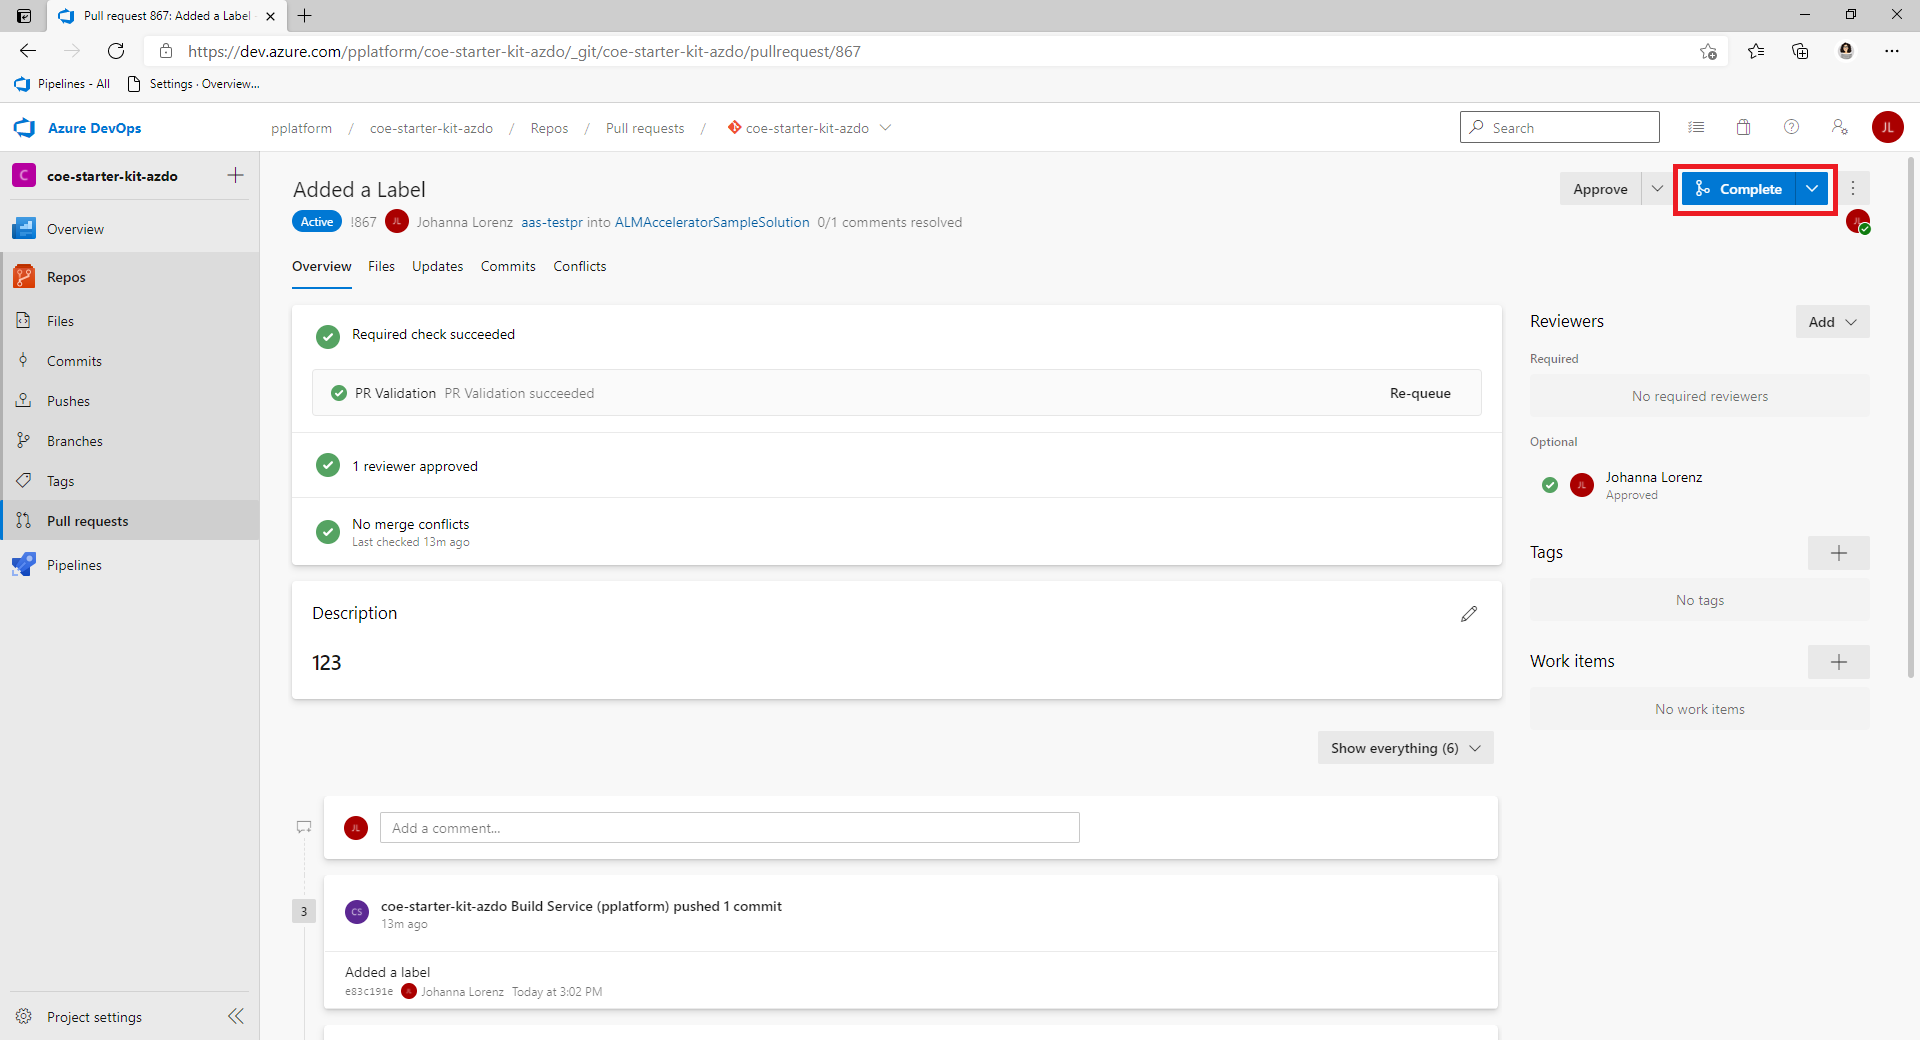 Pull request 867: Added a Label
https://dev.azure.com/pplatform/coe-starter-kit-azdo/_git/coe-starter-kit-azdo/pullrequest/867
Pipelines - All
Settings · Overview...
Azure DevOps
pplatform / coe-starter-kit-azdo / Repos / Pull requests / coe-starter-kit-azdo
Search
JL
C
coe-starter-kit-azdo
Overview
Repos
Files
Commits
Pushes
Branches
Tags
Pull requests
Pipelines
Project settings
Added a Label
Approve
Complete
Active !867 JL Johanna Lorenz aas-testpr into ALMAcceleratorSampleSolution 0/1 comments resolved
JL
Overview Files Updates Commits Conflicts
Required check succeeded
PR Validation PR Validation succeeded Re-queue
1 reviewer approved
No merge conflicts
Last checked 13m ago
Description
123
Show everything (6)
JL
Add a comment...
3
CS
coe-starter-kit-azdo Build Service (pplatform) pushed 1 commit
13m ago
Added a label
e83c191e Johanna Lorenz Today at 3:02 PM
Reviewers
Add
Required
No required reviewers
Optional
JL
Johanna Lorenz
Approved
Tags
No tags
Work items
No work items